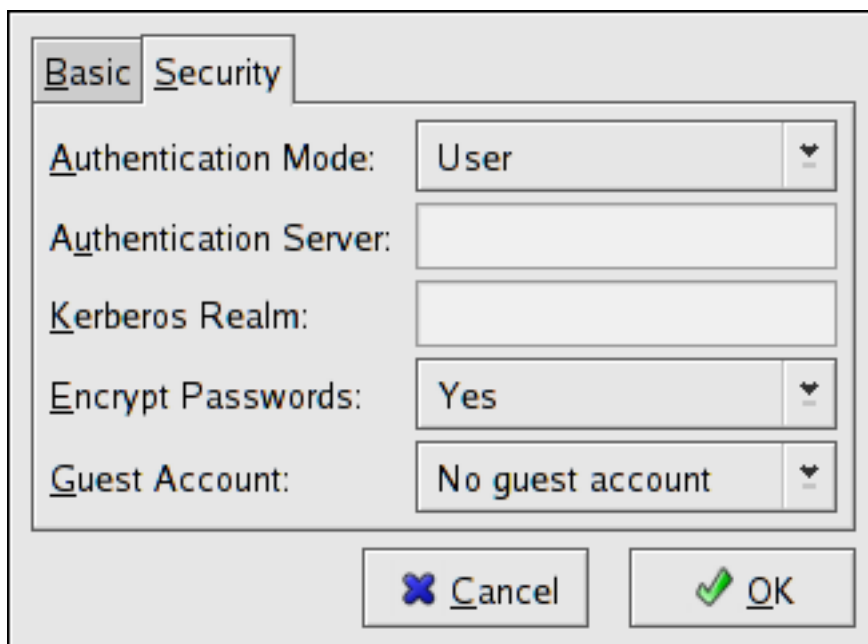 Basic Security
Authentication Mode: User
Authentication Server:
Kerberos Realm:
Encrypt Passwords: Yes
Guest Account: No guest account
Cancel OK